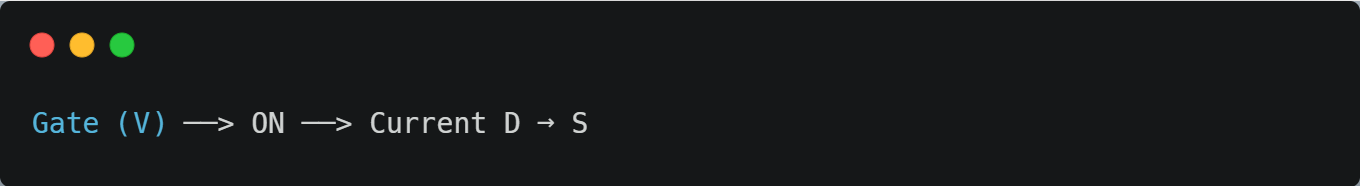 Gate (V) ──> ON ──> Current D → S